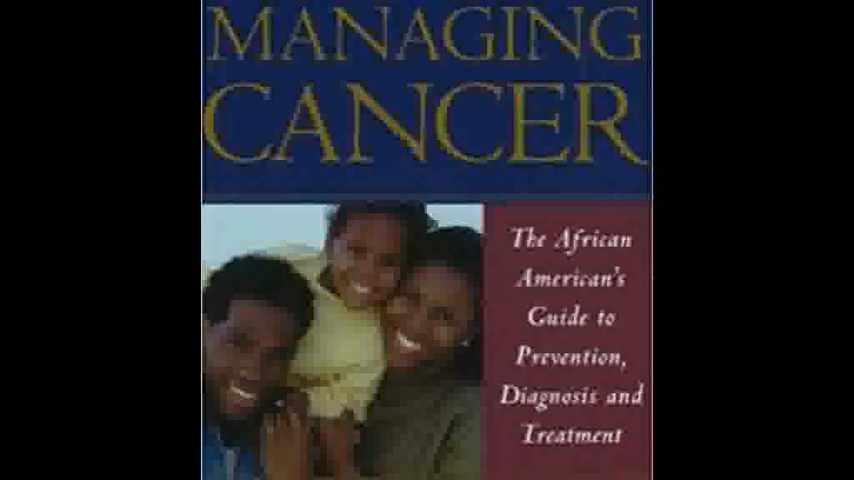 MANAGING
CANCER
The African
American's
Guide to
Prevention,
Diagnosis and
Treatment